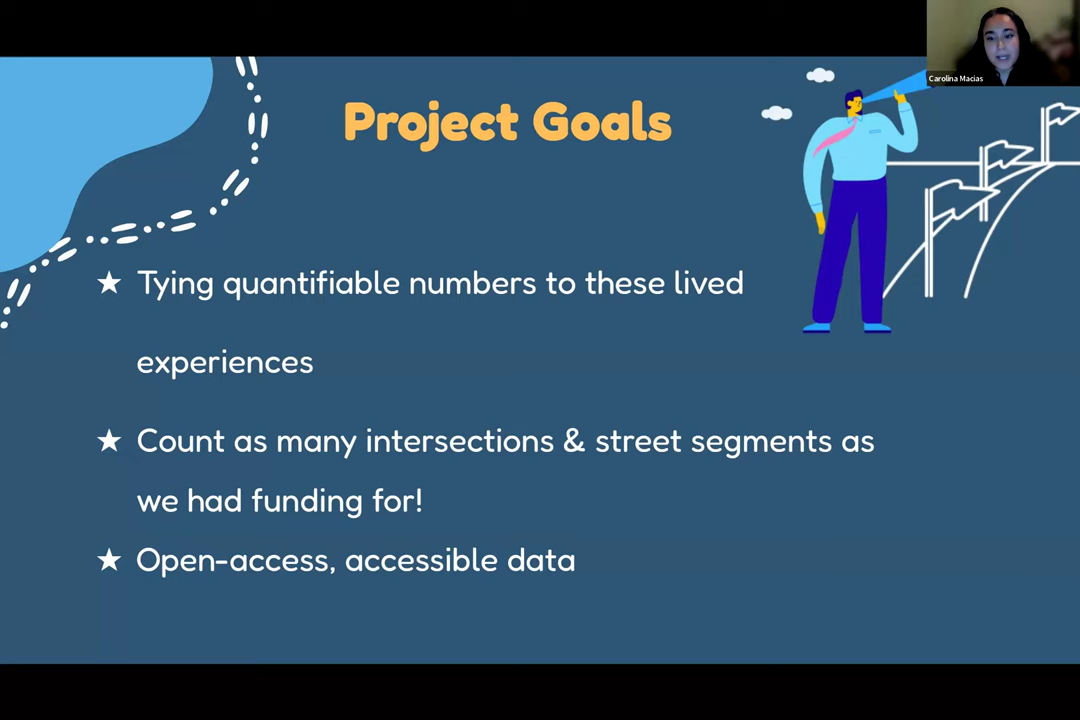 Carolina Macias
Project Goals
★ Tying quantifiable numbers to these lived
experiences
★ Count as many intersections & street segments as
we had funding for!
★ Open-access, accessible data